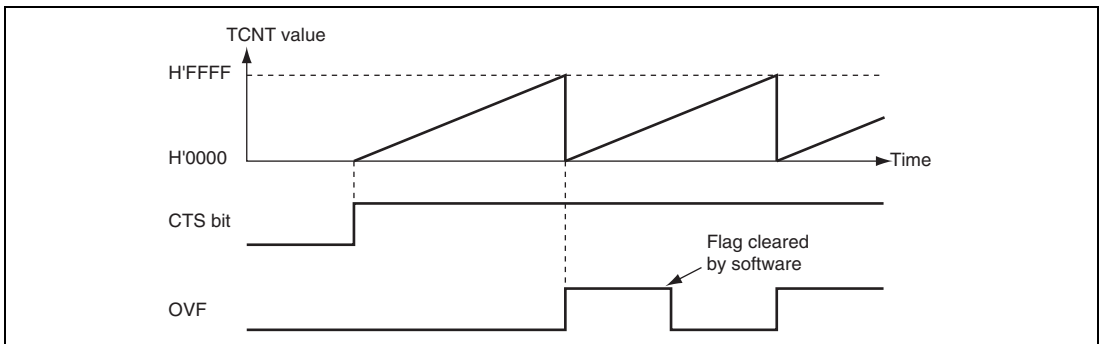 TCNT value
H'FFFF
H'0000
Time
CTS bit
Flag cleared
by software
OVF